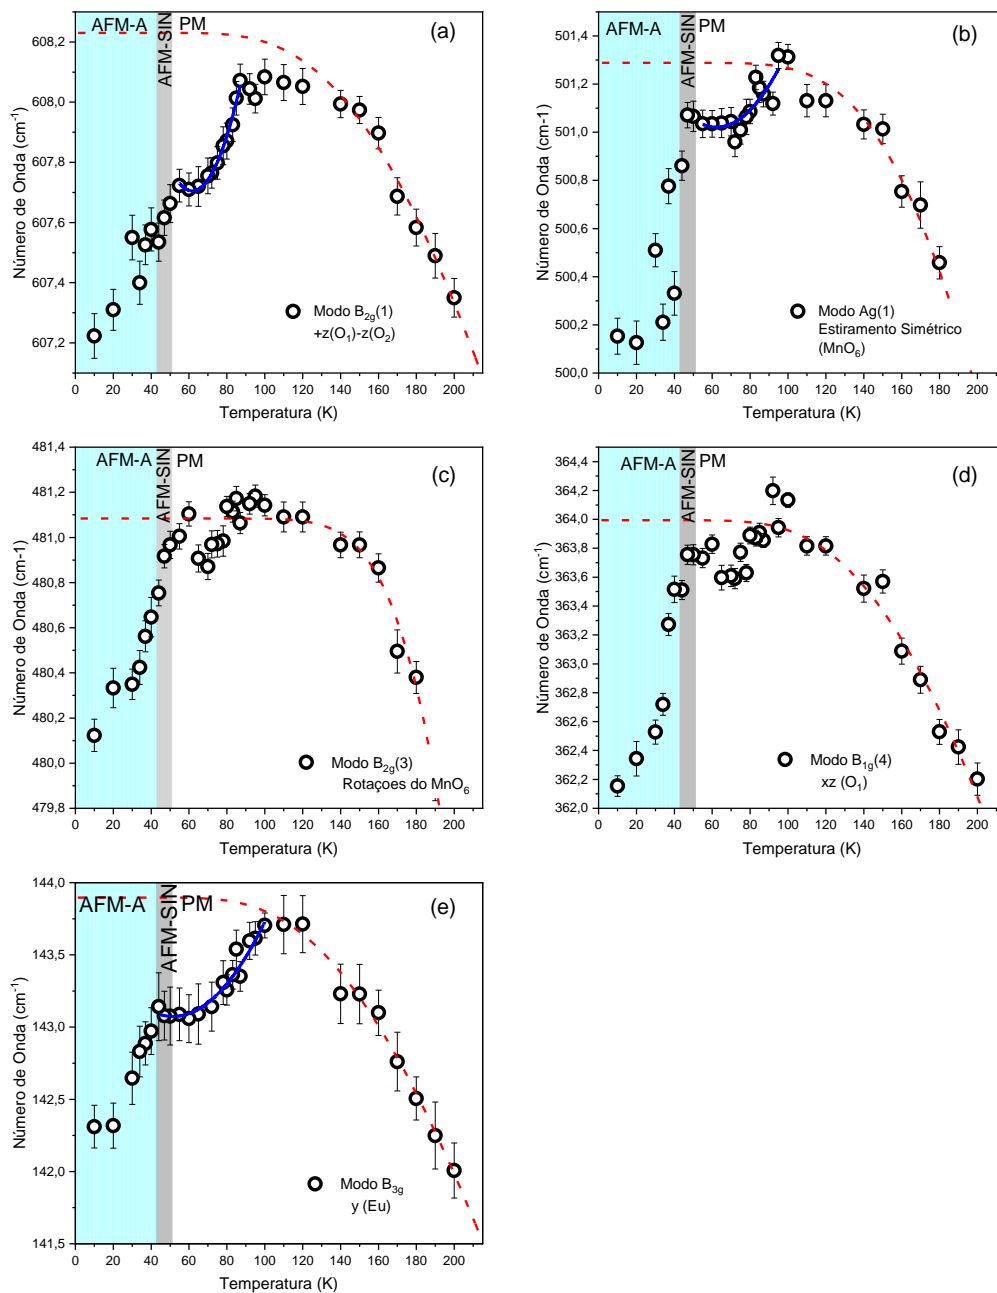 AFM-A
AFM-SIN
PM
(a)
608,2
608,0
607,8
607,6
607,4
607,2
Número de Onda (cm⁻¹)
Modo B₂g(1)
+z(O₁)-z(O₂)
0 20 40 60 80 100 120 140 160 180 200
Temperatura (K)
AFM-A
AFM-SIN
PM
(b)
501,4
501,2
501,0
500,8
500,6
500,4
500,2
500,0
Número de Onda (cm-1)
Modo Ag(1)
Estiramento Simétrico
(MnO₆)
0 20 40 60 80 100 120 140 160 180 200
Temperatura (K)
AFM-A
AFM-SIN
PM
(c)
481,4
481,2
481,0
480,8
480,6
480,4
480,2
480,0
479,8
Número de Onda (cm-1)
Modo B₂g(3)
Rotaçoes do MnO₆
0 20 40 60 80 100 120 140 160 180 200
Temperatura (K)
AFM-A
AFM-SIN
PM
(d)
364,4
364,2
364,0
363,8
363,6
363,4
363,2
363,0
362,8
362,6
362,4
362,2
362,0
Número de Onda (cm⁻¹)
Modo B₁g(4)
xz (O₁)
0 20 40 60 80 100 120 140 160 180 200
Temperatura (K)
AFM-A
AFM-SIN
PM
(e)
144,0
143,5
143,0
142,5
142,0
141,5
Número de Onda (cm⁻¹)
Modo B₃g
y (Eu)
0 20 40 60 80 100 120 140 160 180 200
Temperatura (K)